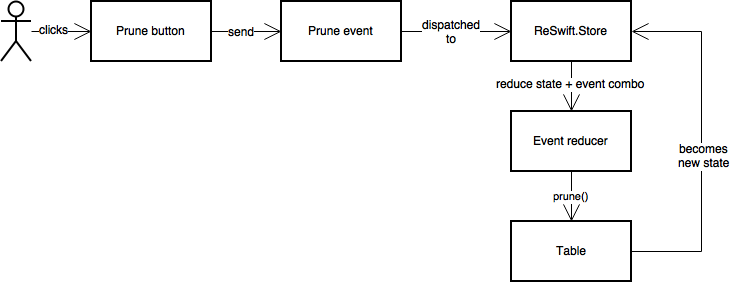 clicks
Prune button
send
Prune event
dispatched
to
ReSwift.Store
reduce state + event combo
Event reducer
becomes
new state
prune()
Table